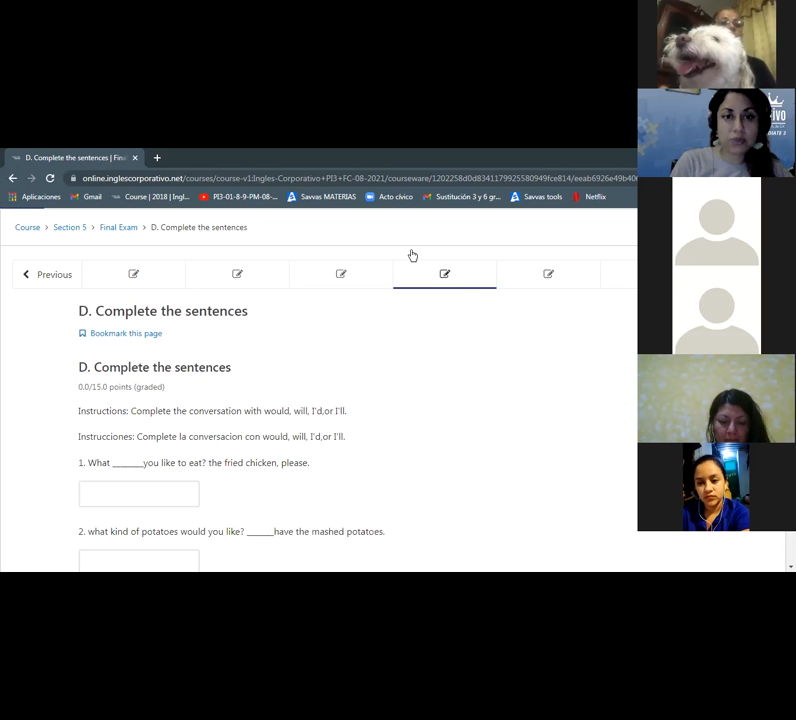 D. Complete the sentences | Fina
online.inglescorporativo.net/courses/course-v1:Ingles-Corporativo+PI3+FC-08-2021/courseware/1202258d0d8341179925580949fce814/eeab6926e49b40
Aplicaciones Gmail Course | 2018 | Ingl... PI3-01-8-9-PM-08-... Savvas MATERIAS Acto cívico Sustitución 3 y 6 gr... Savvas tools Netflix
Course > Section 5 > Final Exam > D. Complete the sentences
Previous
D. Complete the sentences
Bookmark this page
D. Complete the sentences
0.0/15.0 points (graded)
Instructions: Complete the conversation with would, will, I'd,or I'll.
Instrucciones: Complete la conversacion con would, will, I'd,or I'll.
1. What _______you like to eat? the fried chicken, please.
2. what kind of potatoes would you like? ______have the mashed potatoes.
IVO
DIATE 5